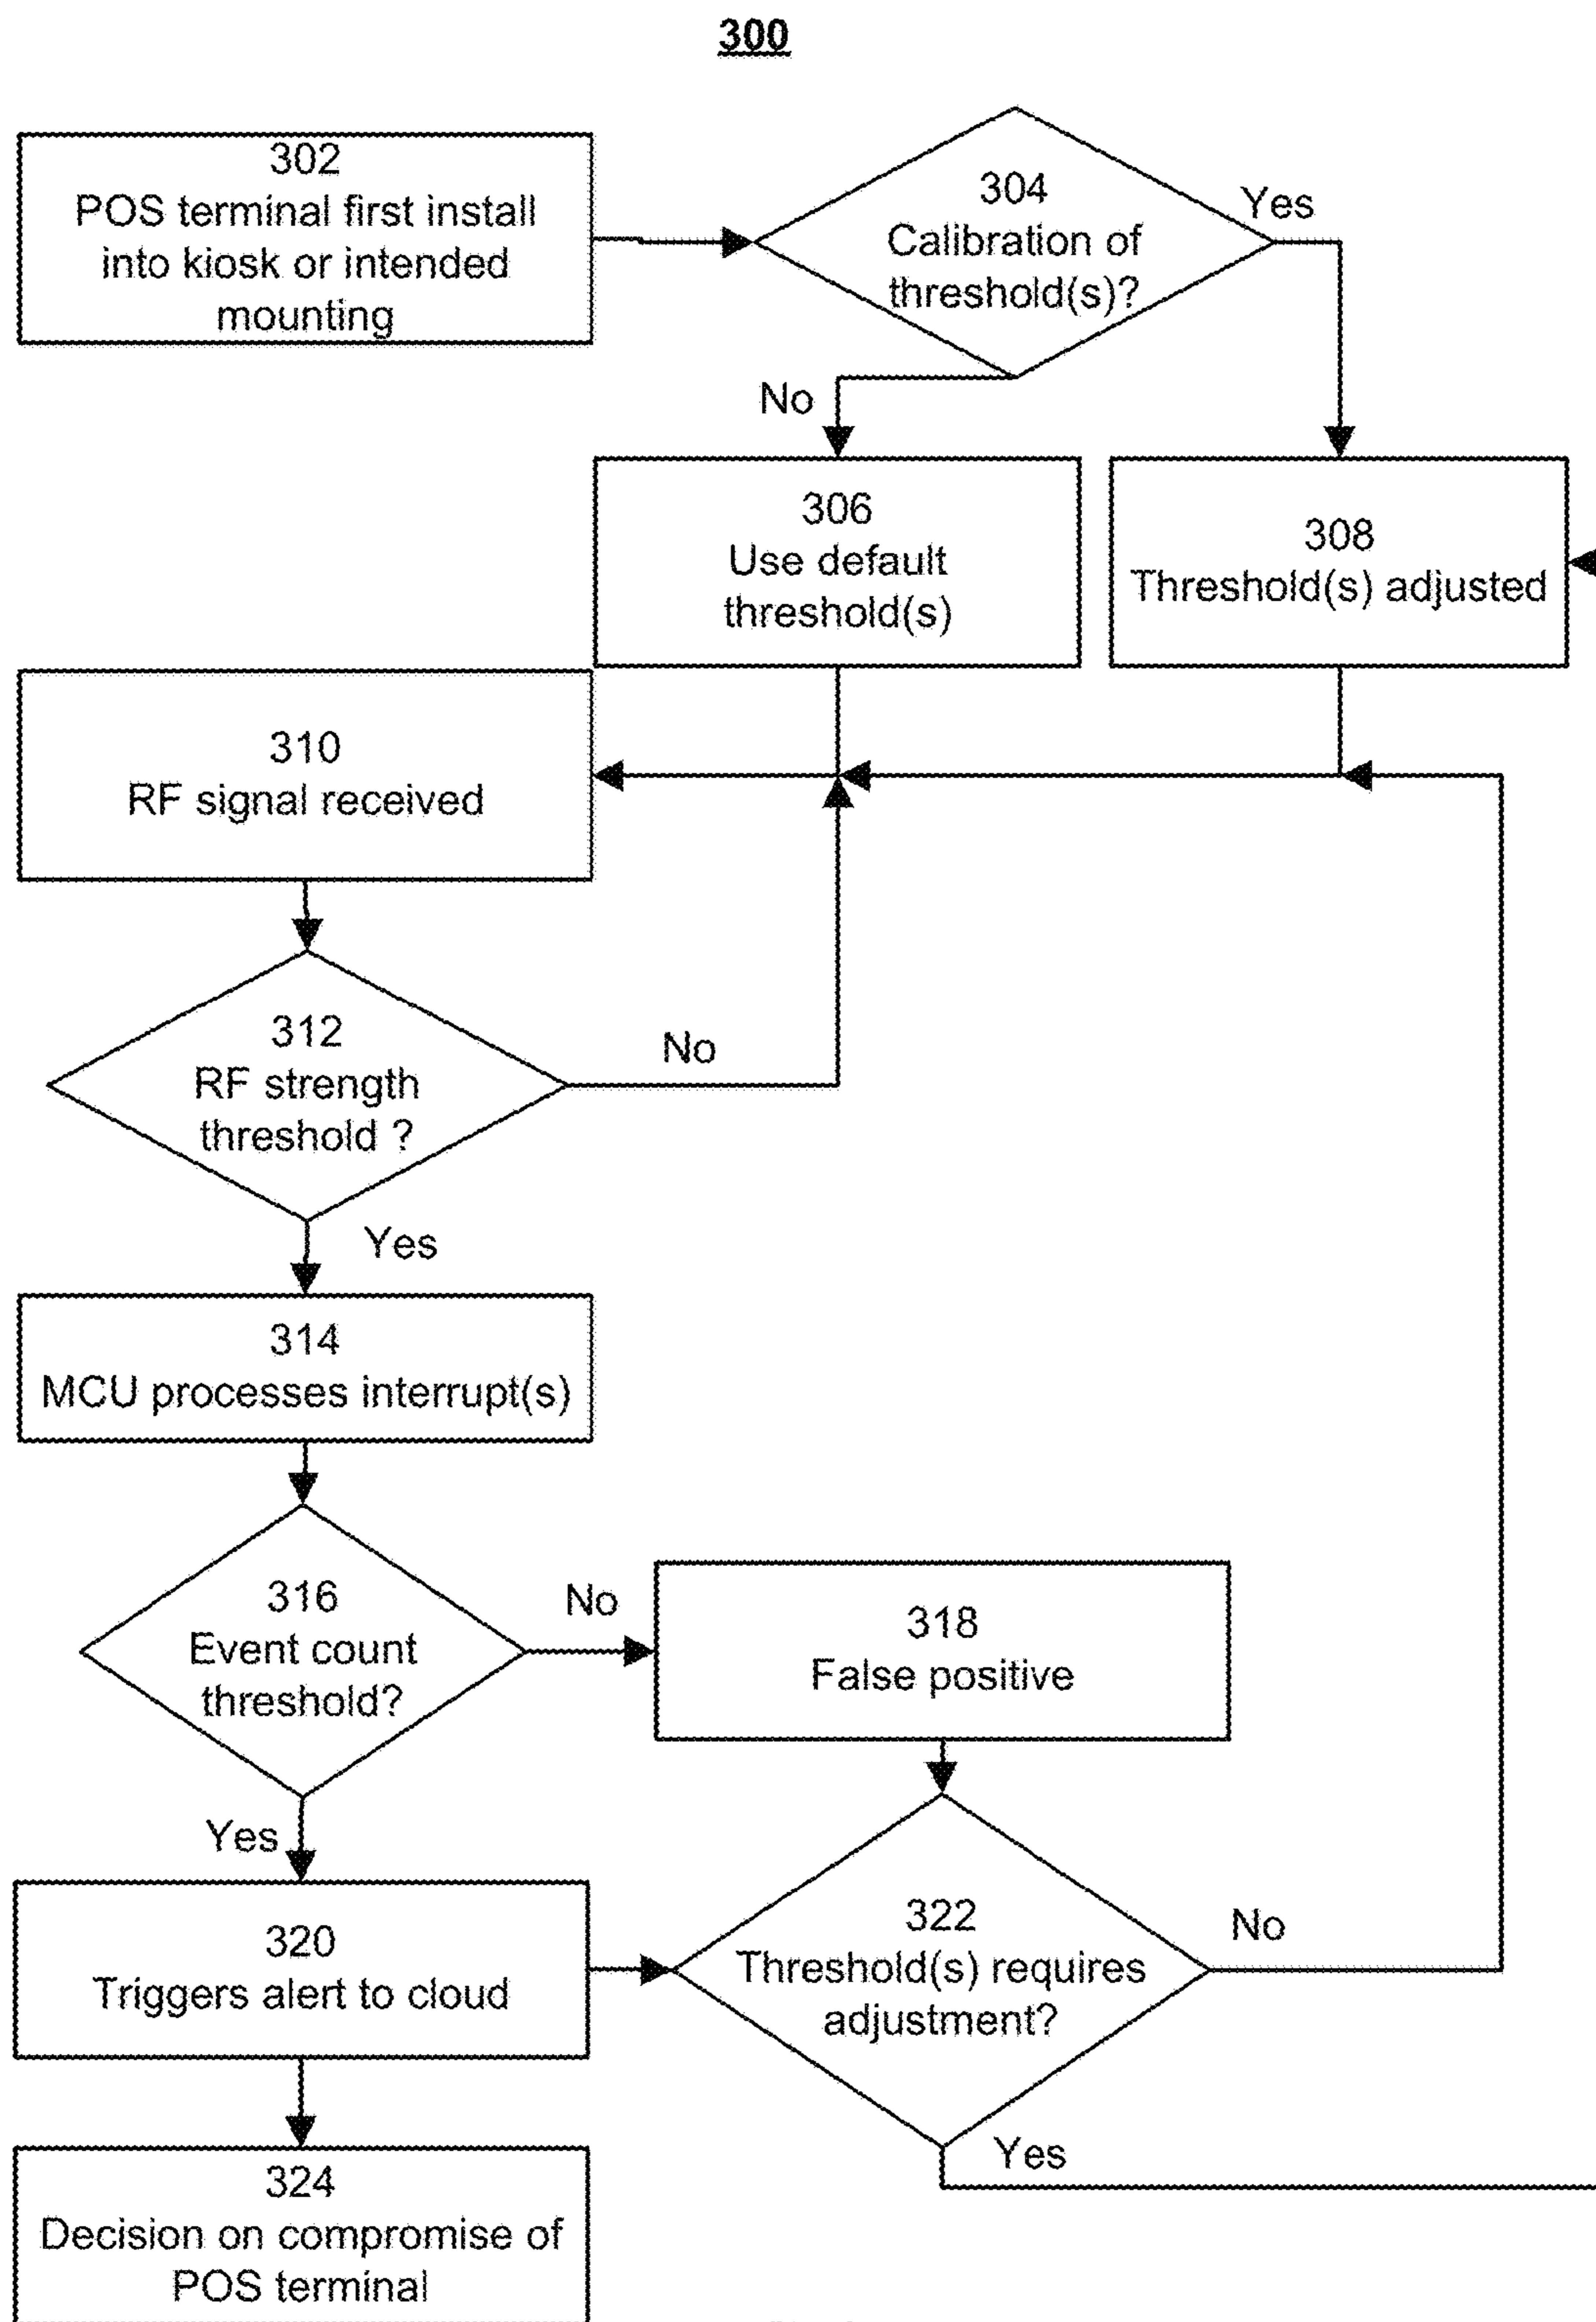 300
302
POS terminal first install
into kiosk or intended
mounting
304
Calibration of
threshold(s)?
Yes
No
306
Use default
threshold(s)
308
Threshold(s) adjusted
310
RF signal received
312
RF strength
threshold ?
No
Yes
314
MCU processes interrupt(s)
316
Event count
threshold?
No
318
False positive
Yes
320
Triggers alert to cloud
322
Threshold(s) requires
adjustment?
No
Yes
324
Decision on compromise of
POS terminal